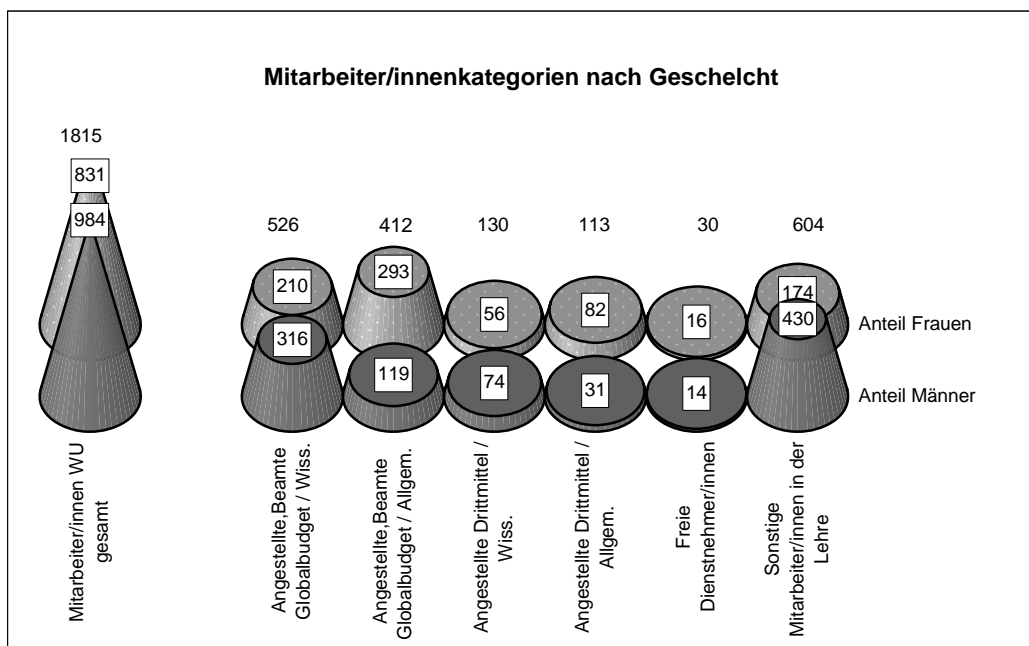 Mitarbeiter/innenkategorien nach Geschelcht
1815
831
984
526
412
130
113
30
604
210
293
56
82
16
174
Anteil Frauen
316
119
74
31
14
430
Anteil Männer
Mitarbeiter/innen WU
gesamt
Angestellte,Beamte
Globalbudget / Wiss.
Angestellte,Beamte
Globalbudget / Allgem.
Angestellte Drittmittel /
Wiss.
Angestellte Drittmittel /
Allgem.
Freie
Dienstnehmer/innen
Sonstige
Mitarbeiter/innen in der
Lehre